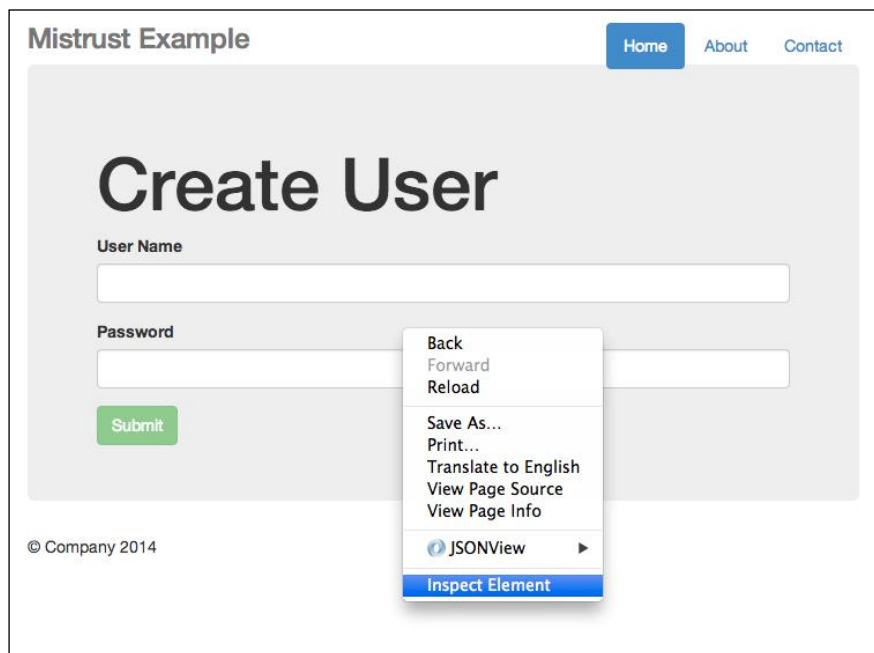 Mistrust Example
Home About Contact
Create User
User Name
Password
Submit
Back
Forward
Reload
Save As...
Print...
Translate to English
View Page Source
View Page Info
JSONView
Inspect Element
© Company 2014